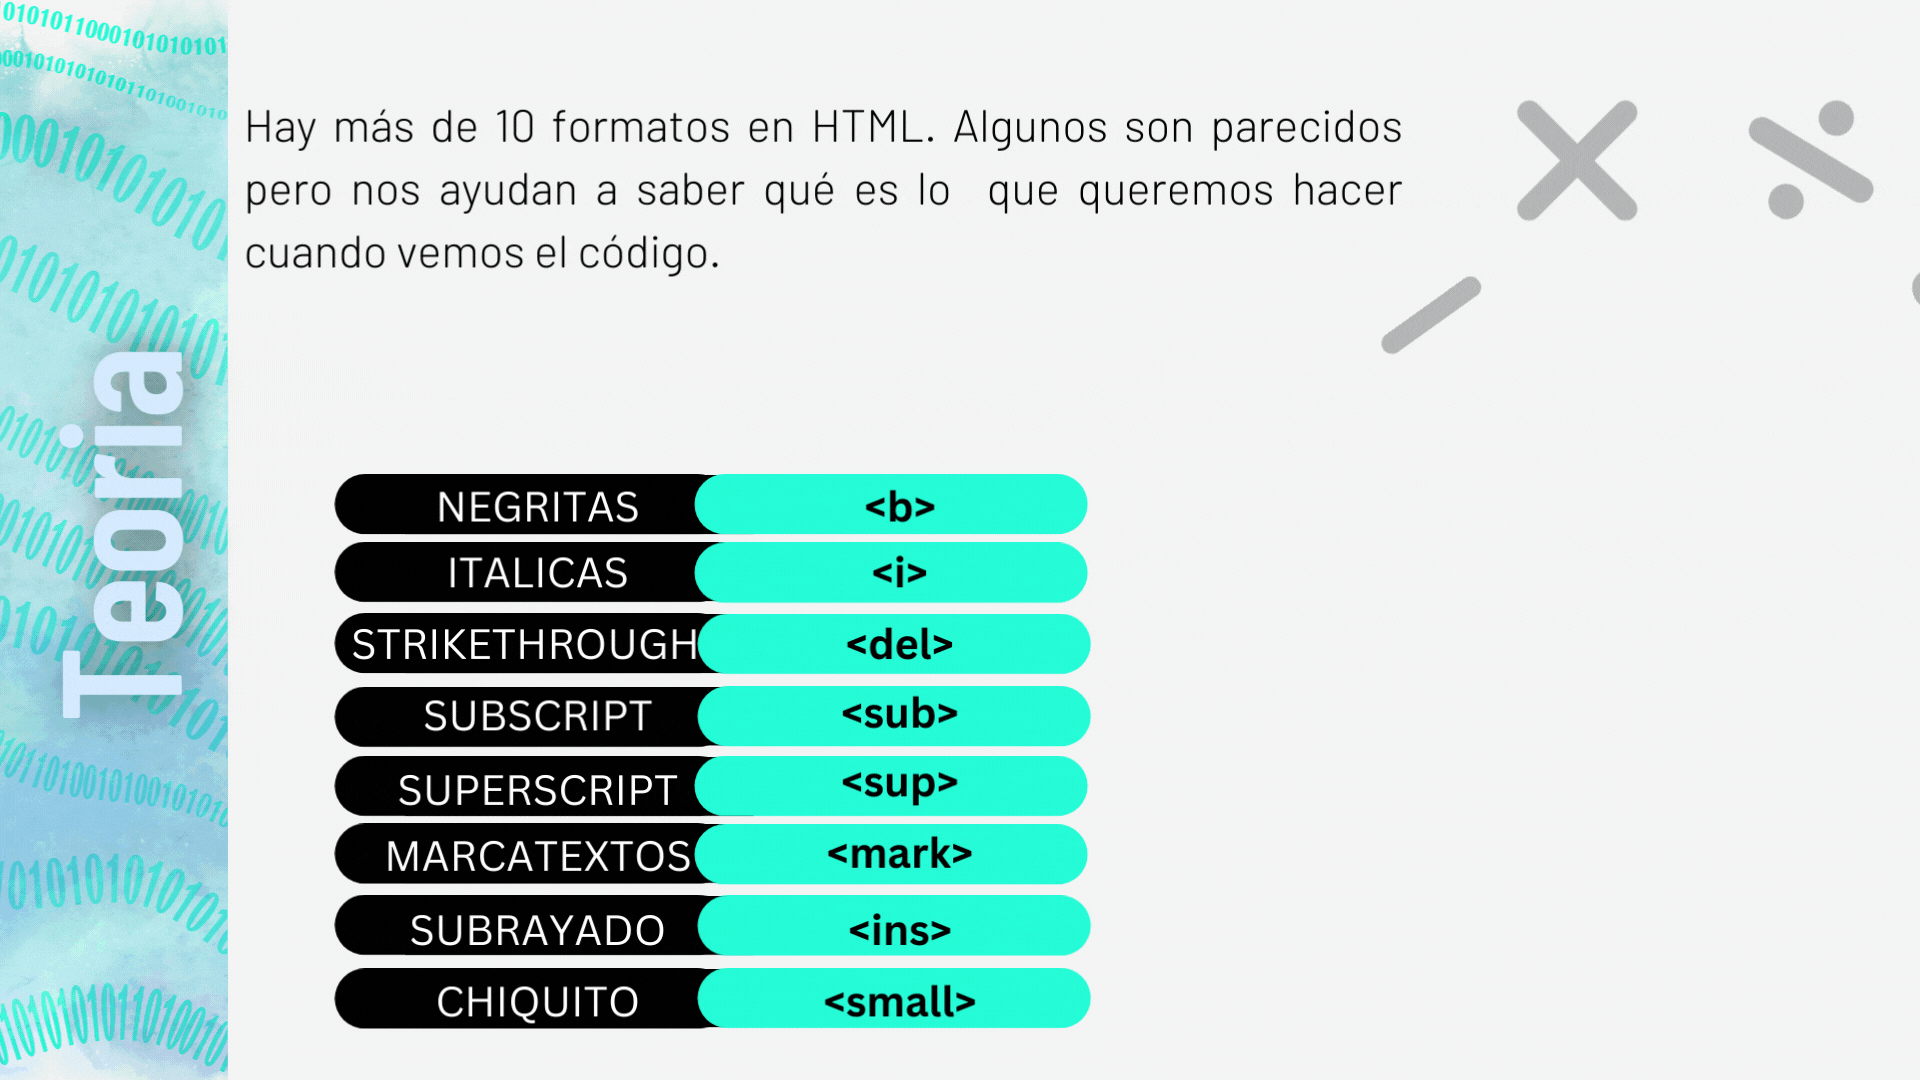 Teoria
Hay más de 10 formatos en HTML. Algunos son parecidos
pero nos ayudan a saber qué es lo que queremos hacer
cuando vemos el código.
NEGRITAS <b>
ITALICAS <i>
STRIKETHROUGH <del>
SUBSCRIPT <sub>
SUPERSCRIPT <sup>
MARCATEXTOS <mark>
SUBRAYADO <ins>
CHIQUITO <small>